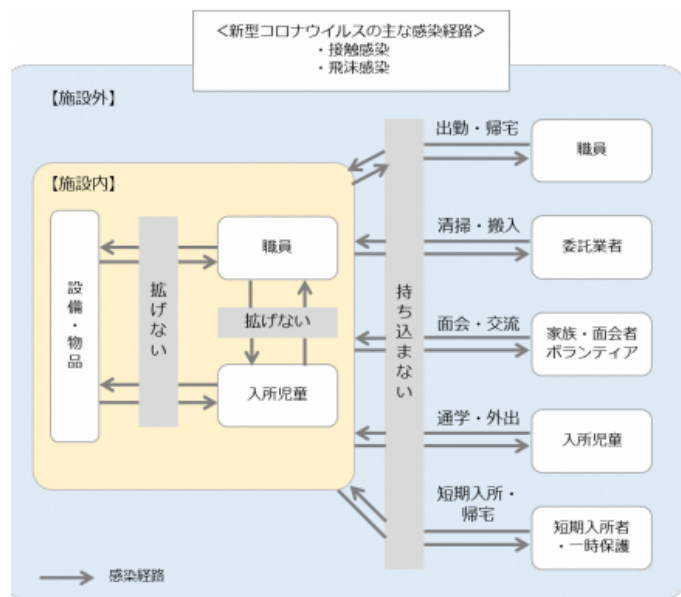 ＜新型コロナウイルスの主な感染経路＞
・接触感染
・飛沫感染
【施設外】
【施設内】
設備・物品
拡げない
職員
拡げない
入所児童
持ち込まない
出勤・帰宅
職員
清掃・搬入
委託業者
面会・交流
家族・面会者
ボランティア
通学・外出
入所児童
短期入所・
帰宅
短期入所者
・一時保護
感染経路